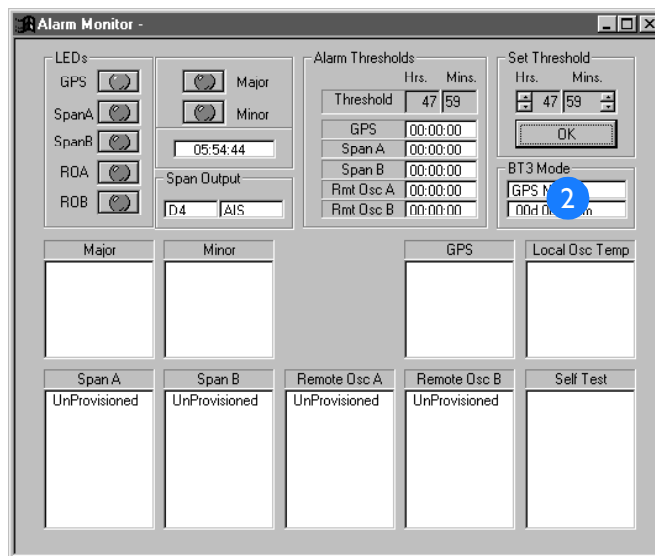 Alarm Monitor -
LEDs
GPS
SpanA
SpanB
ROA
ROB
Major
Minor
05:54:44
Span Output
D4 AIS
Alarm Thresholds
Hrs. Mins.
Threshold 47 59
GPS 00:00:00
Span A 00:00:00
Span B 00:00:00
Rmt Osc A 00:00:00
Rmt Osc B 00:00:00
Set Threshold
Hrs. Mins.
47 59
OK
BT3 Mode
GPS
00d
2
Major
Minor
GPS
Local Osc Temp
Span A
UnProvisioned
Span B
UnProvisioned
Remote Osc A
UnProvisioned
Remote Osc B
UnProvisioned
Self Test